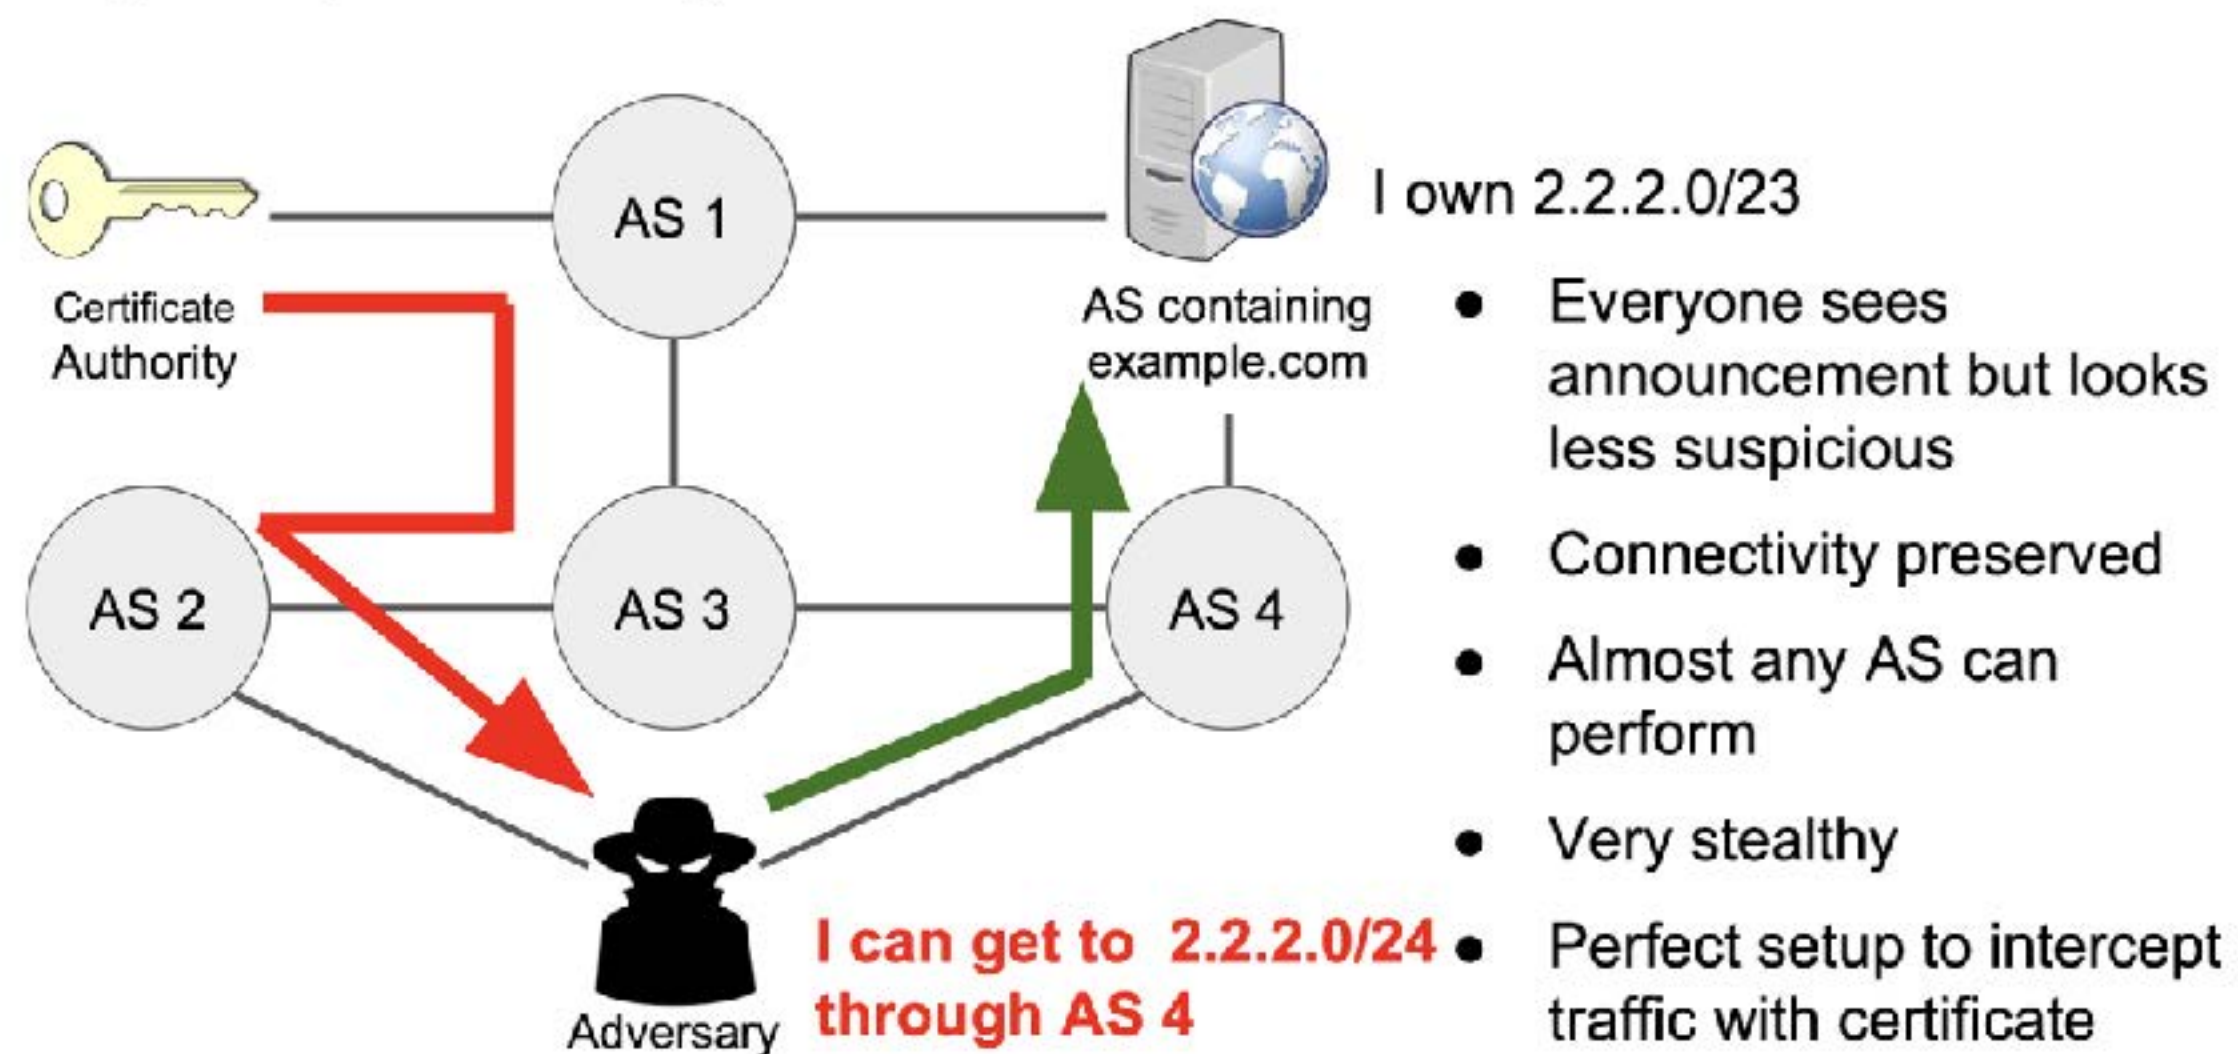 AS 1
I own 2.2.2.0/23
Certificate
Authority
AS containing
example.com
AS 2
AS 3
AS 4
● Everyone sees
announcement but looks
less suspicious
● Connectivity preserved
● Almost any AS can
perform
● Very stealthy
● Perfect setup to intercept
traffic with certificate
I can get to 2.2.2.0/24
through AS 4
Adversary